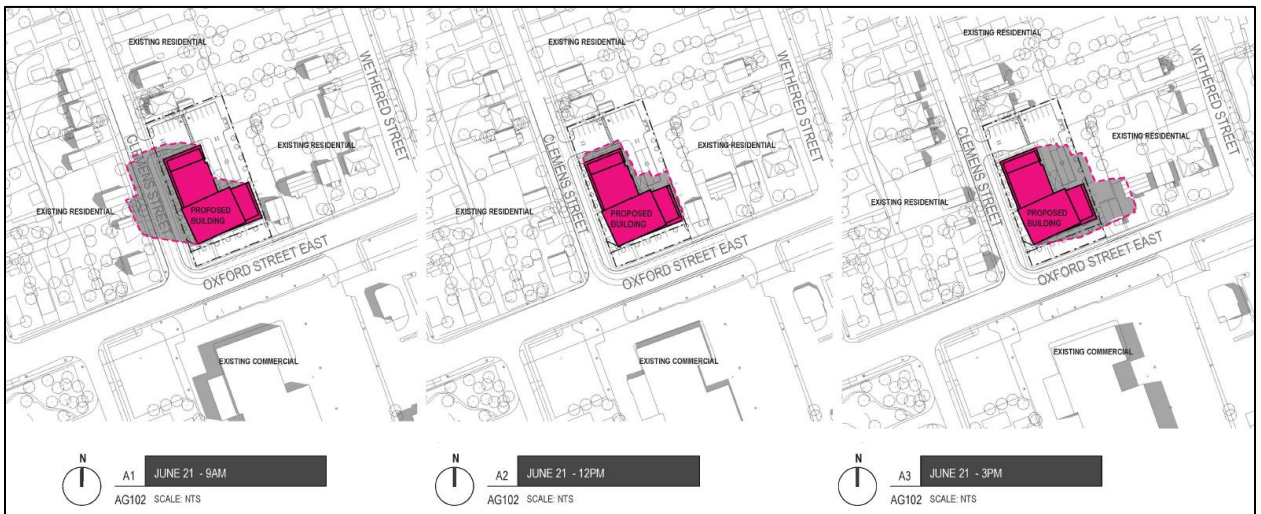 EXISTING RESIDENTIAL
WETHERED STREET
CLEMENS STREET
EXISTING RESIDENTIAL
EXISTING RESIDENTIAL
PROPOSED
BUILDING
OXFORD STREET EAST
EXISTING COMMERCIAL
N
A1
JUNE 21 - 9AM
AG102
SCALE: NTS
EXISTING RESIDENTIAL
WETHERED STREET
CLEMENS STREET
EXISTING RESIDENTIAL
EXISTING RESIDENTIAL
PROPOSED
BUILDING
OXFORD STREET EAST
EXISTING COMMERCIAL
N
A2
JUNE 21 - 12PM
AG102
SCALE: NTS
EXISTING RESIDENTIAL
WETHERED STREET
CLEMENS STREET
EXISTING RESIDENTIAL
EXISTING RESIDENTIAL
PROPOSED
BUILDING
OXFORD STREET EAST
EXISTING COMMERCIAL
N
A3
JUNE 21 - 3PM
AG102
SCALE: NTS